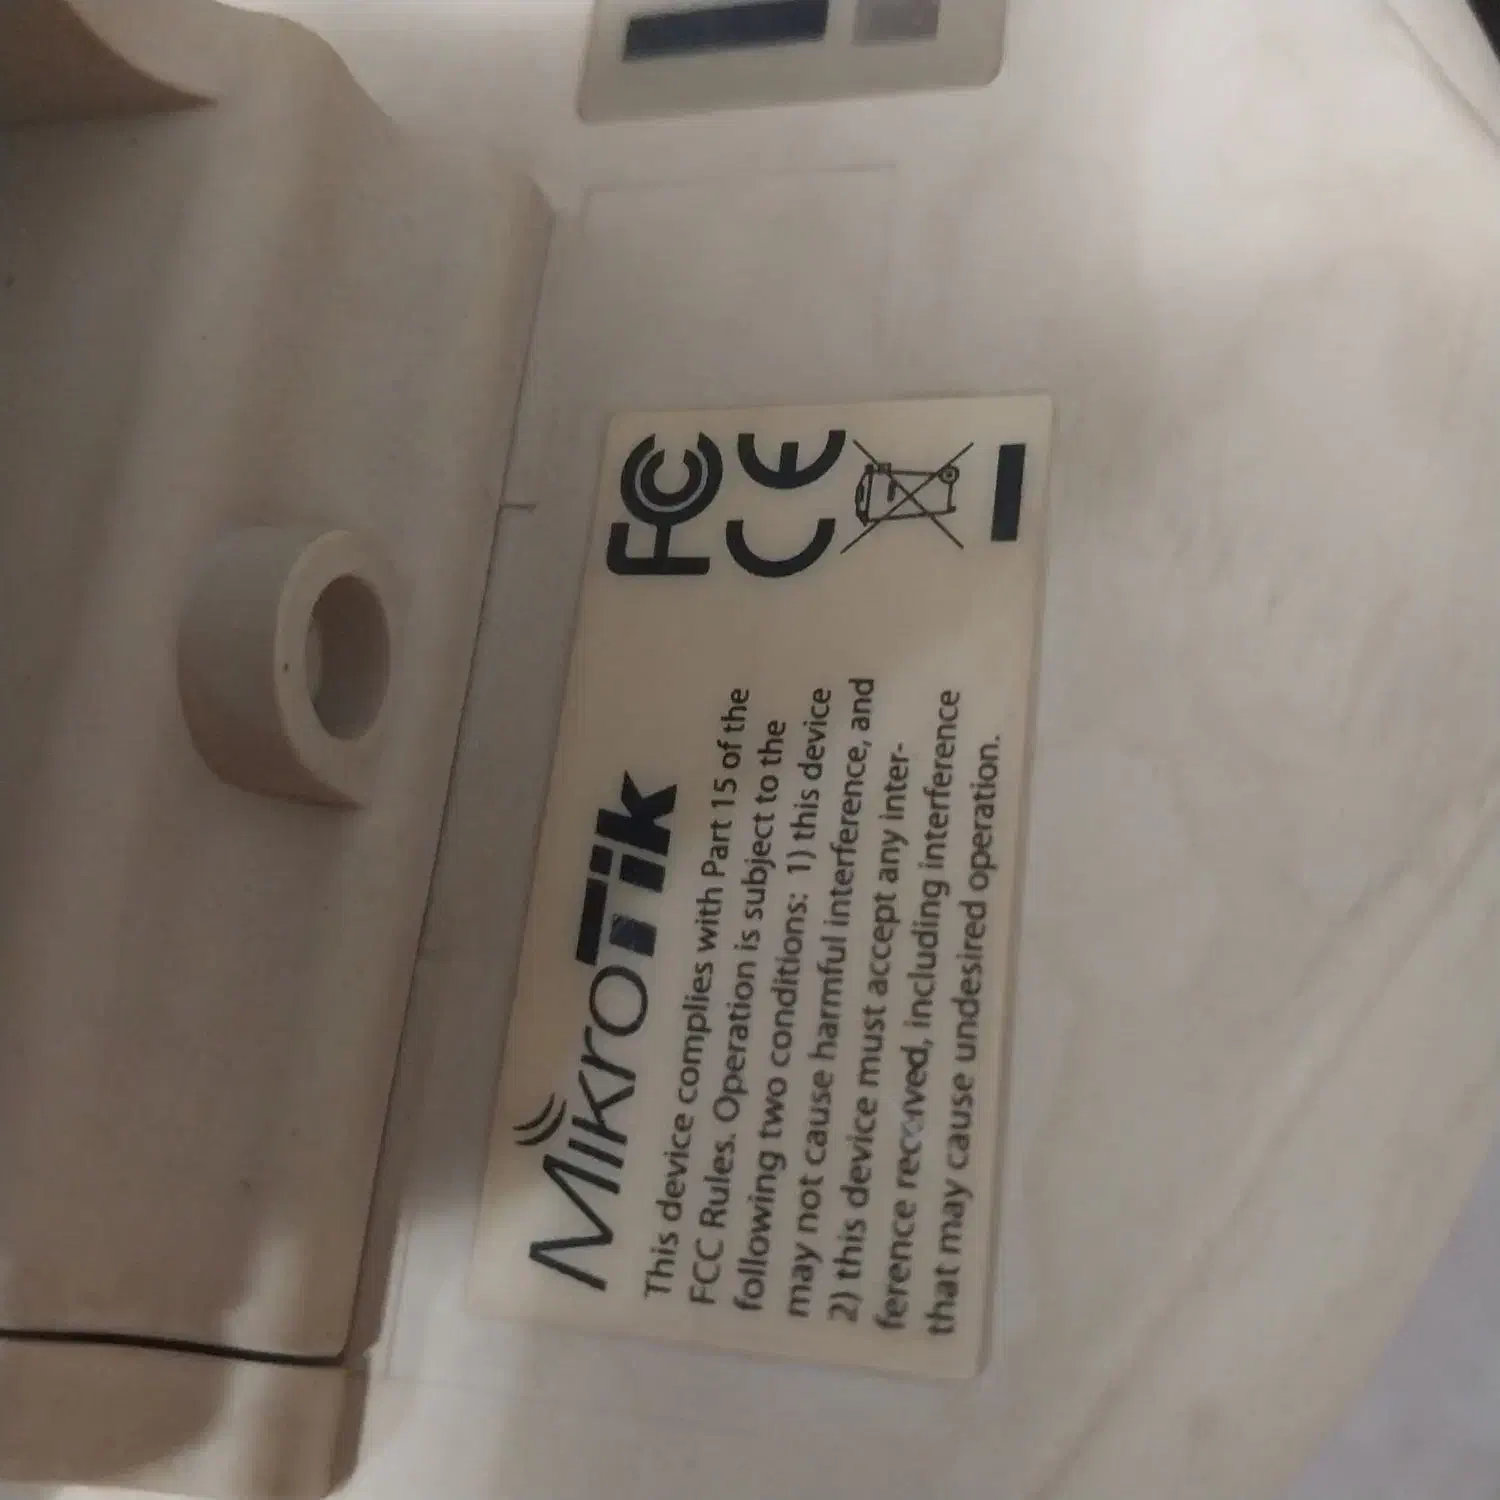 MikroTik
This device complies with Part 15 of the
FCC Rules. Operation is subject to the
following two conditions: 1) this device
may not cause harmful interference, and
2) this device must accept any inter-
ference received, including interference
that may cause undesired operation.
FC
CE